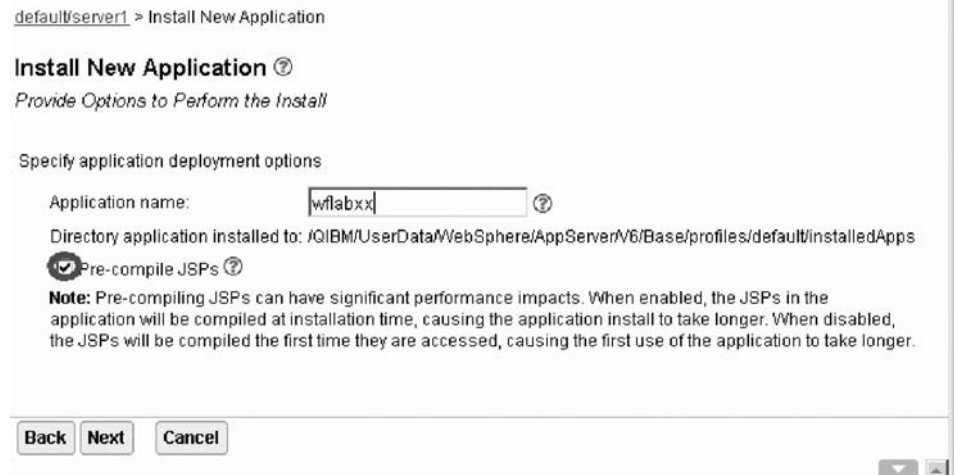 default/server1 > Install New Application
Install New Application ?
Provide Options to Perform the Install
Specify application deployment options
Application name: wflabxx ?
Directory application installed to: /QIBM/UserData/WebSphere/AppServer/V6/Base/profiles/default/installedApps
Pre-compile JSPs ?
Note: Pre-compiling JSPs can have significant performance impacts. When enabled, the JSPs in the
application will be compiled at installation time, causing the application install to take longer. When disabled,
the JSPs will be compiled the first time they are accessed, causing the first use of the application to take longer.
Back Next Cancel